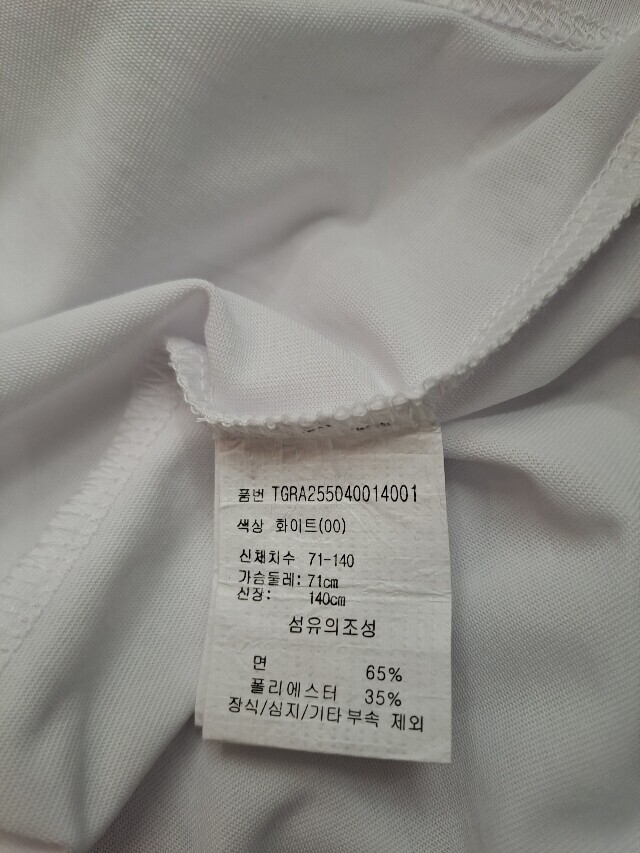 품번 TGRA255040014001
색상 화이트(00)
신체치수 71-140
가슴둘레: 71cm
신장: 140cm
섬유의조성
면 65%
폴리에스터 35%
장식/심지/기타 부속 제외